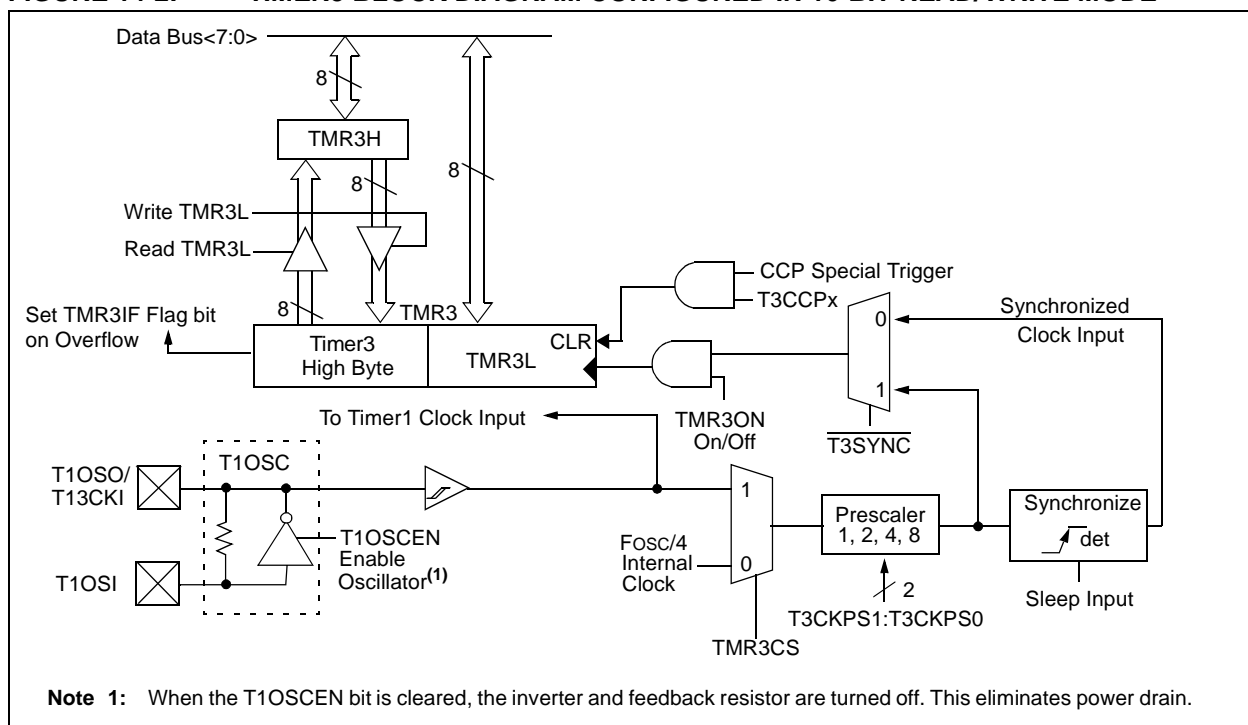 Data Bus<7:0>
8
TMR3H
8
8
Write TMR3L
Read TMR3L
CCP Special Trigger
T3CCPx
8
TMR3
Set TMR3IF Flag bit
on Overflow
Timer3
High Byte
TMR3L
CLR
0
1
Synchronized
Clock Input
To Timer1 Clock Input
TMR3ON
On/Off
T3SYNC
T1OSC
T1OSO/
T13CKI
1
Prescaler
1, 2, 4, 8
Synchronize
det
T1OSCEN
Enable
Oscillator(1)
FOSC/4
Internal
Clock
0
T1OSI
2
Sleep Input
T3CKPS1:T3CKPS0
TMR3CS
Note 1: When the T1OSCEN bit is cleared, the inverter and feedback resistor are turned off. This eliminates power drain.